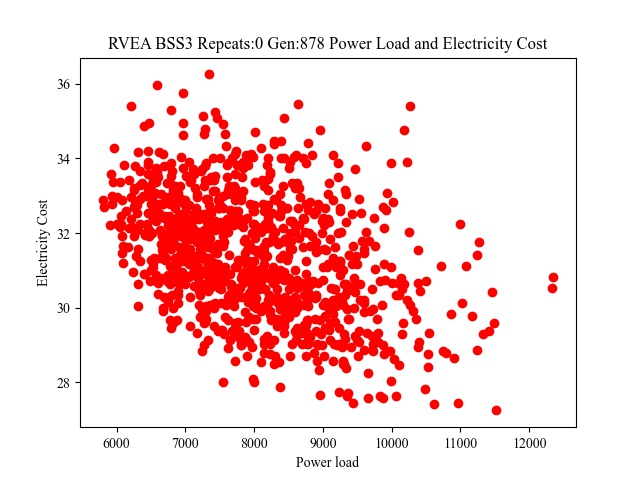 RVEA BSS3 Repeats:0 Gen:878 Power Load and Electricity Cost
36
34
32
30
28
Electricity Cost
6000 7000 8000 9000 10000 11000 12000
Power load